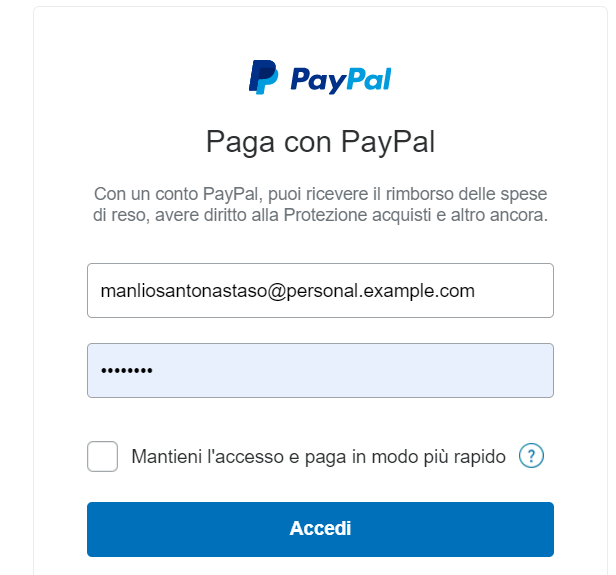 PayPal
Paga con PayPal
Con un conto PayPal, puoi ricevere il rimborso delle spese
di reso, avere diritto alla Protezione acquisti e altro ancora.
manliosantonastaso@personal.example.com
••••••••
Mantieni l'accesso e paga in modo più rapido ?
Accedi